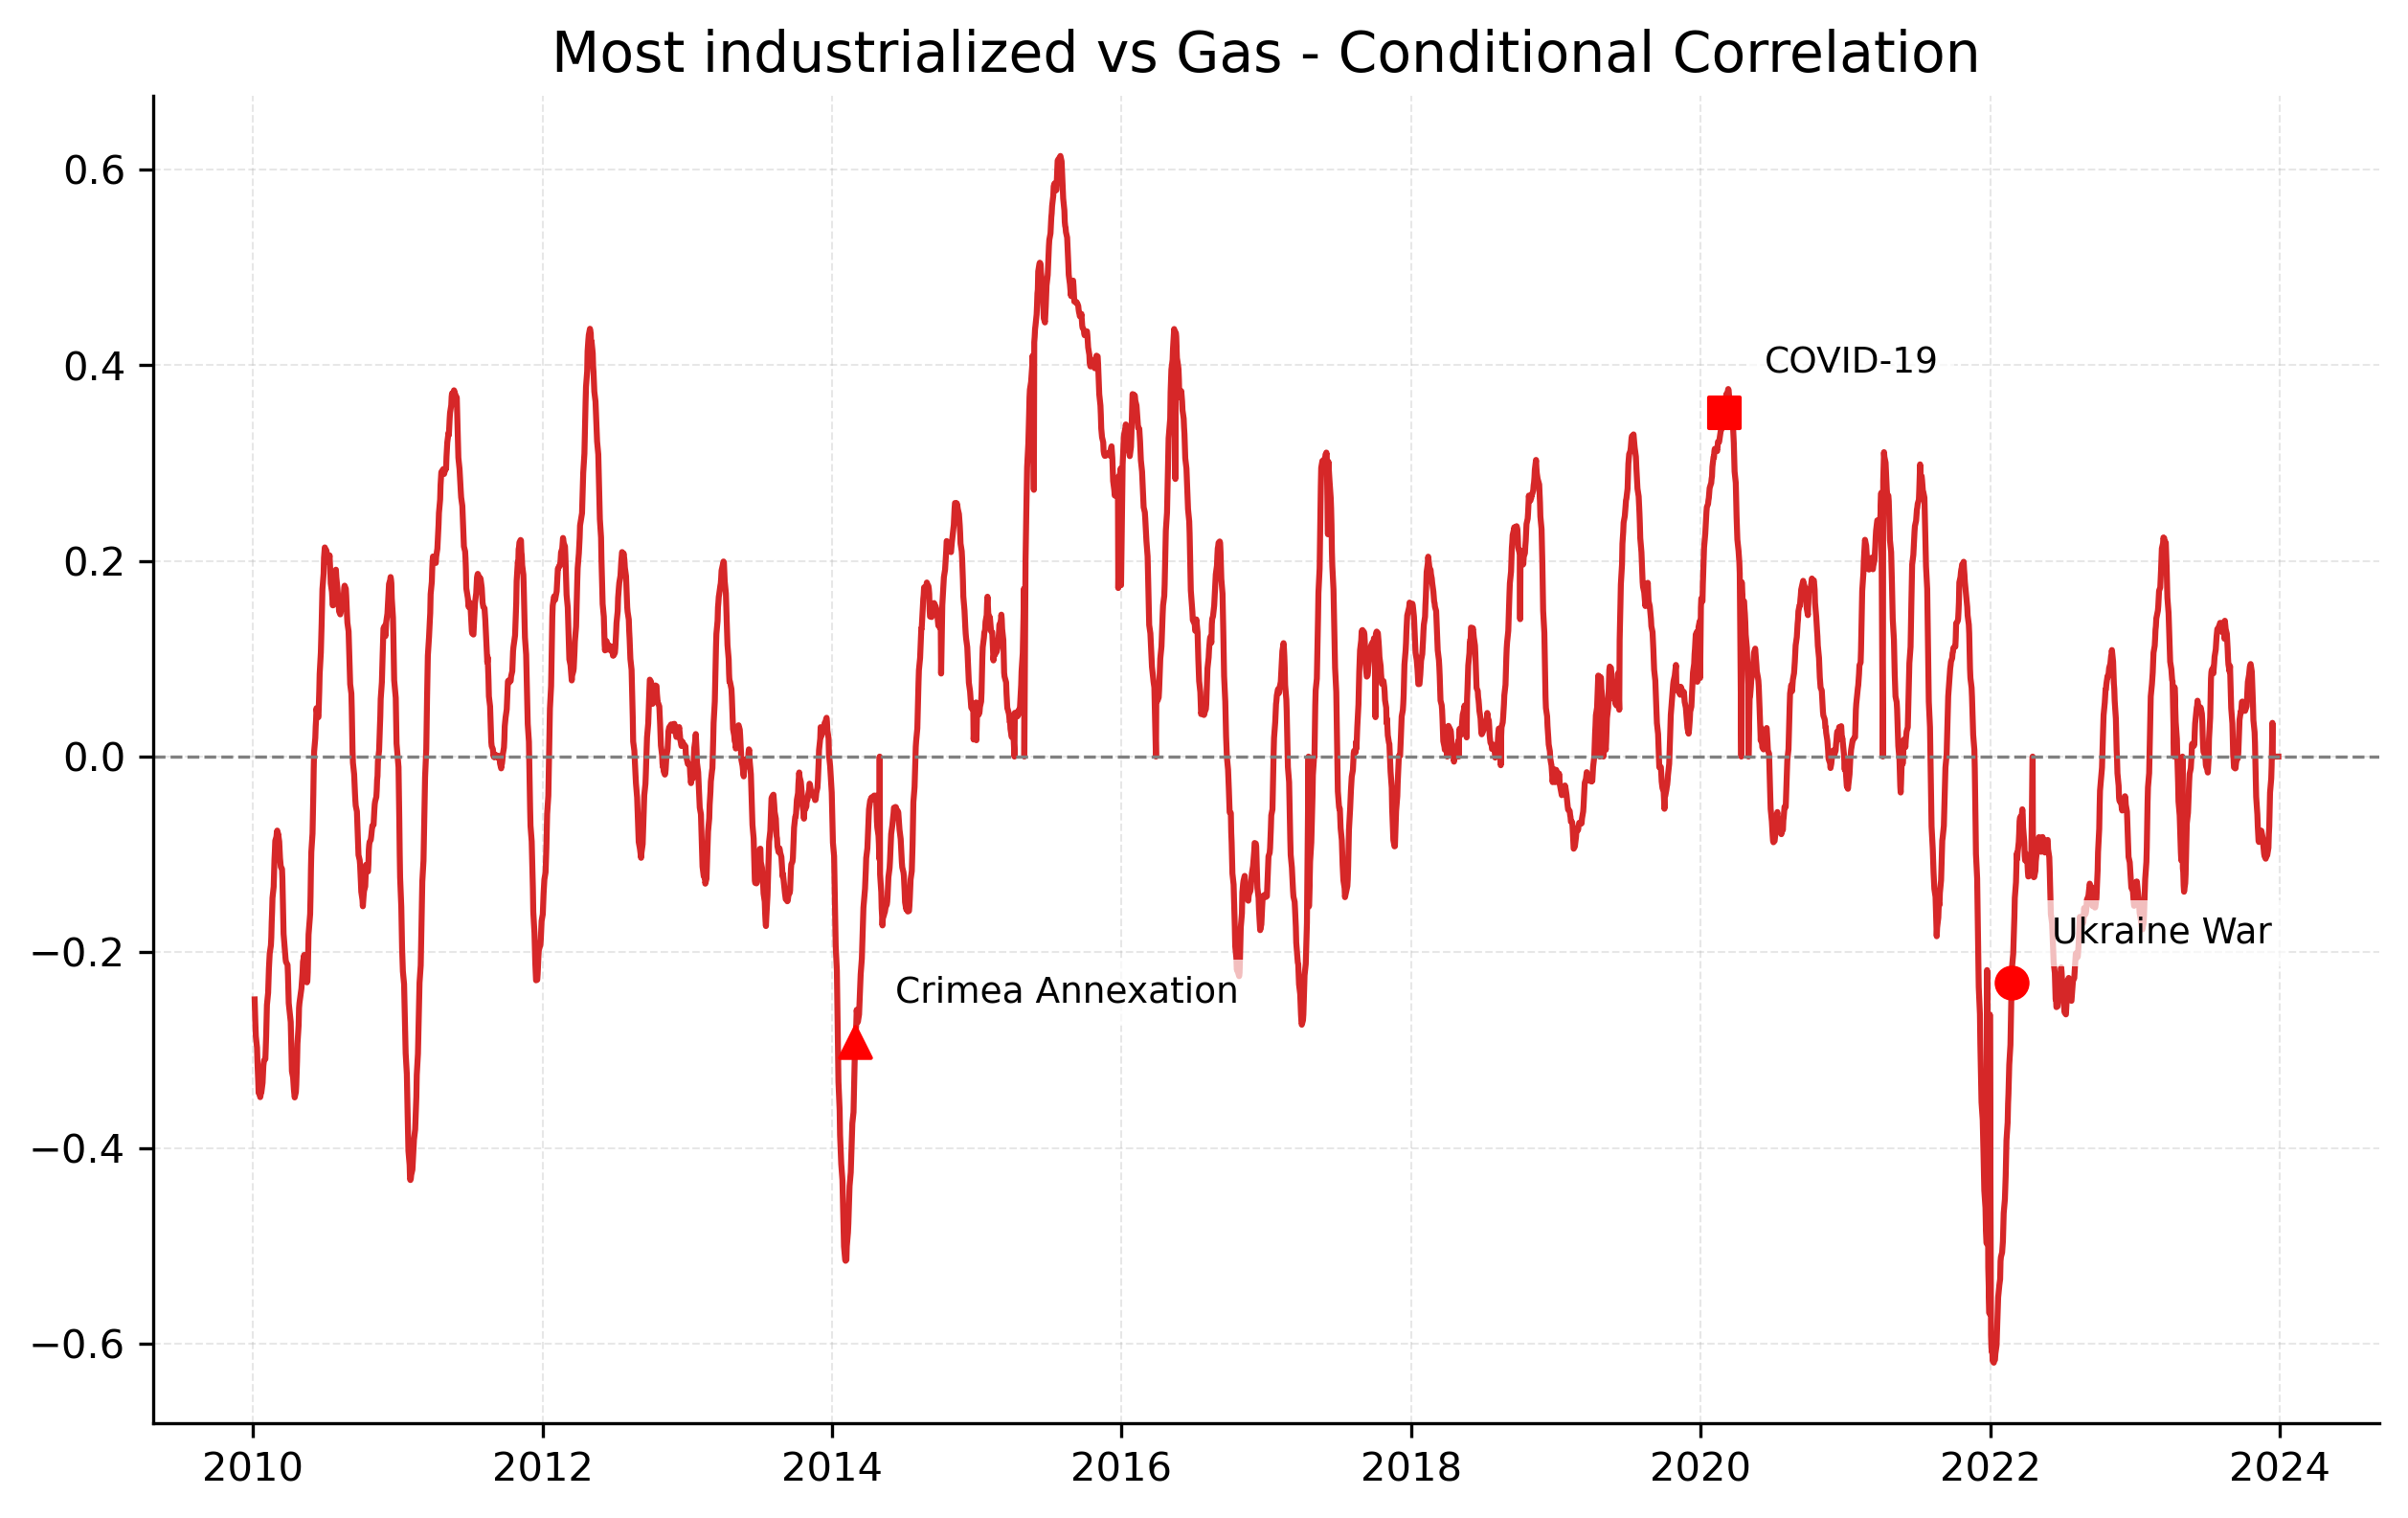 Most industrialized vs Gas - Conditional Correlation
0.6
0.4
0.2
0.0
−0.2
−0.4
−0.6
COVID-19
Ukraine War
Crimea Annexation
2010 2012 2014 2016 2018 2020 2022 2024